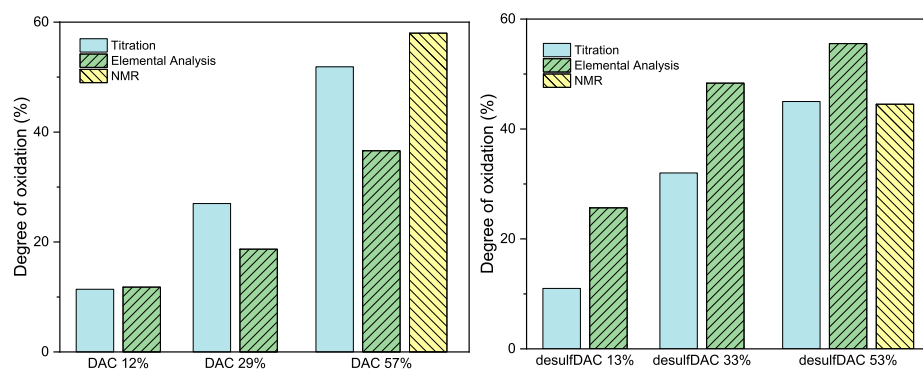 60
40
20
0
Degree of oxidation (%)
Titration
Elemental Analysis
NMR
DAC 12%
DAC 29%
DAC 57%
60
40
20
0
Degree of oxidation (%)
Titration
Elemental Analysis
NMR
desulfDAC 13%
desulfDAC 33%
desulfDAC 53%